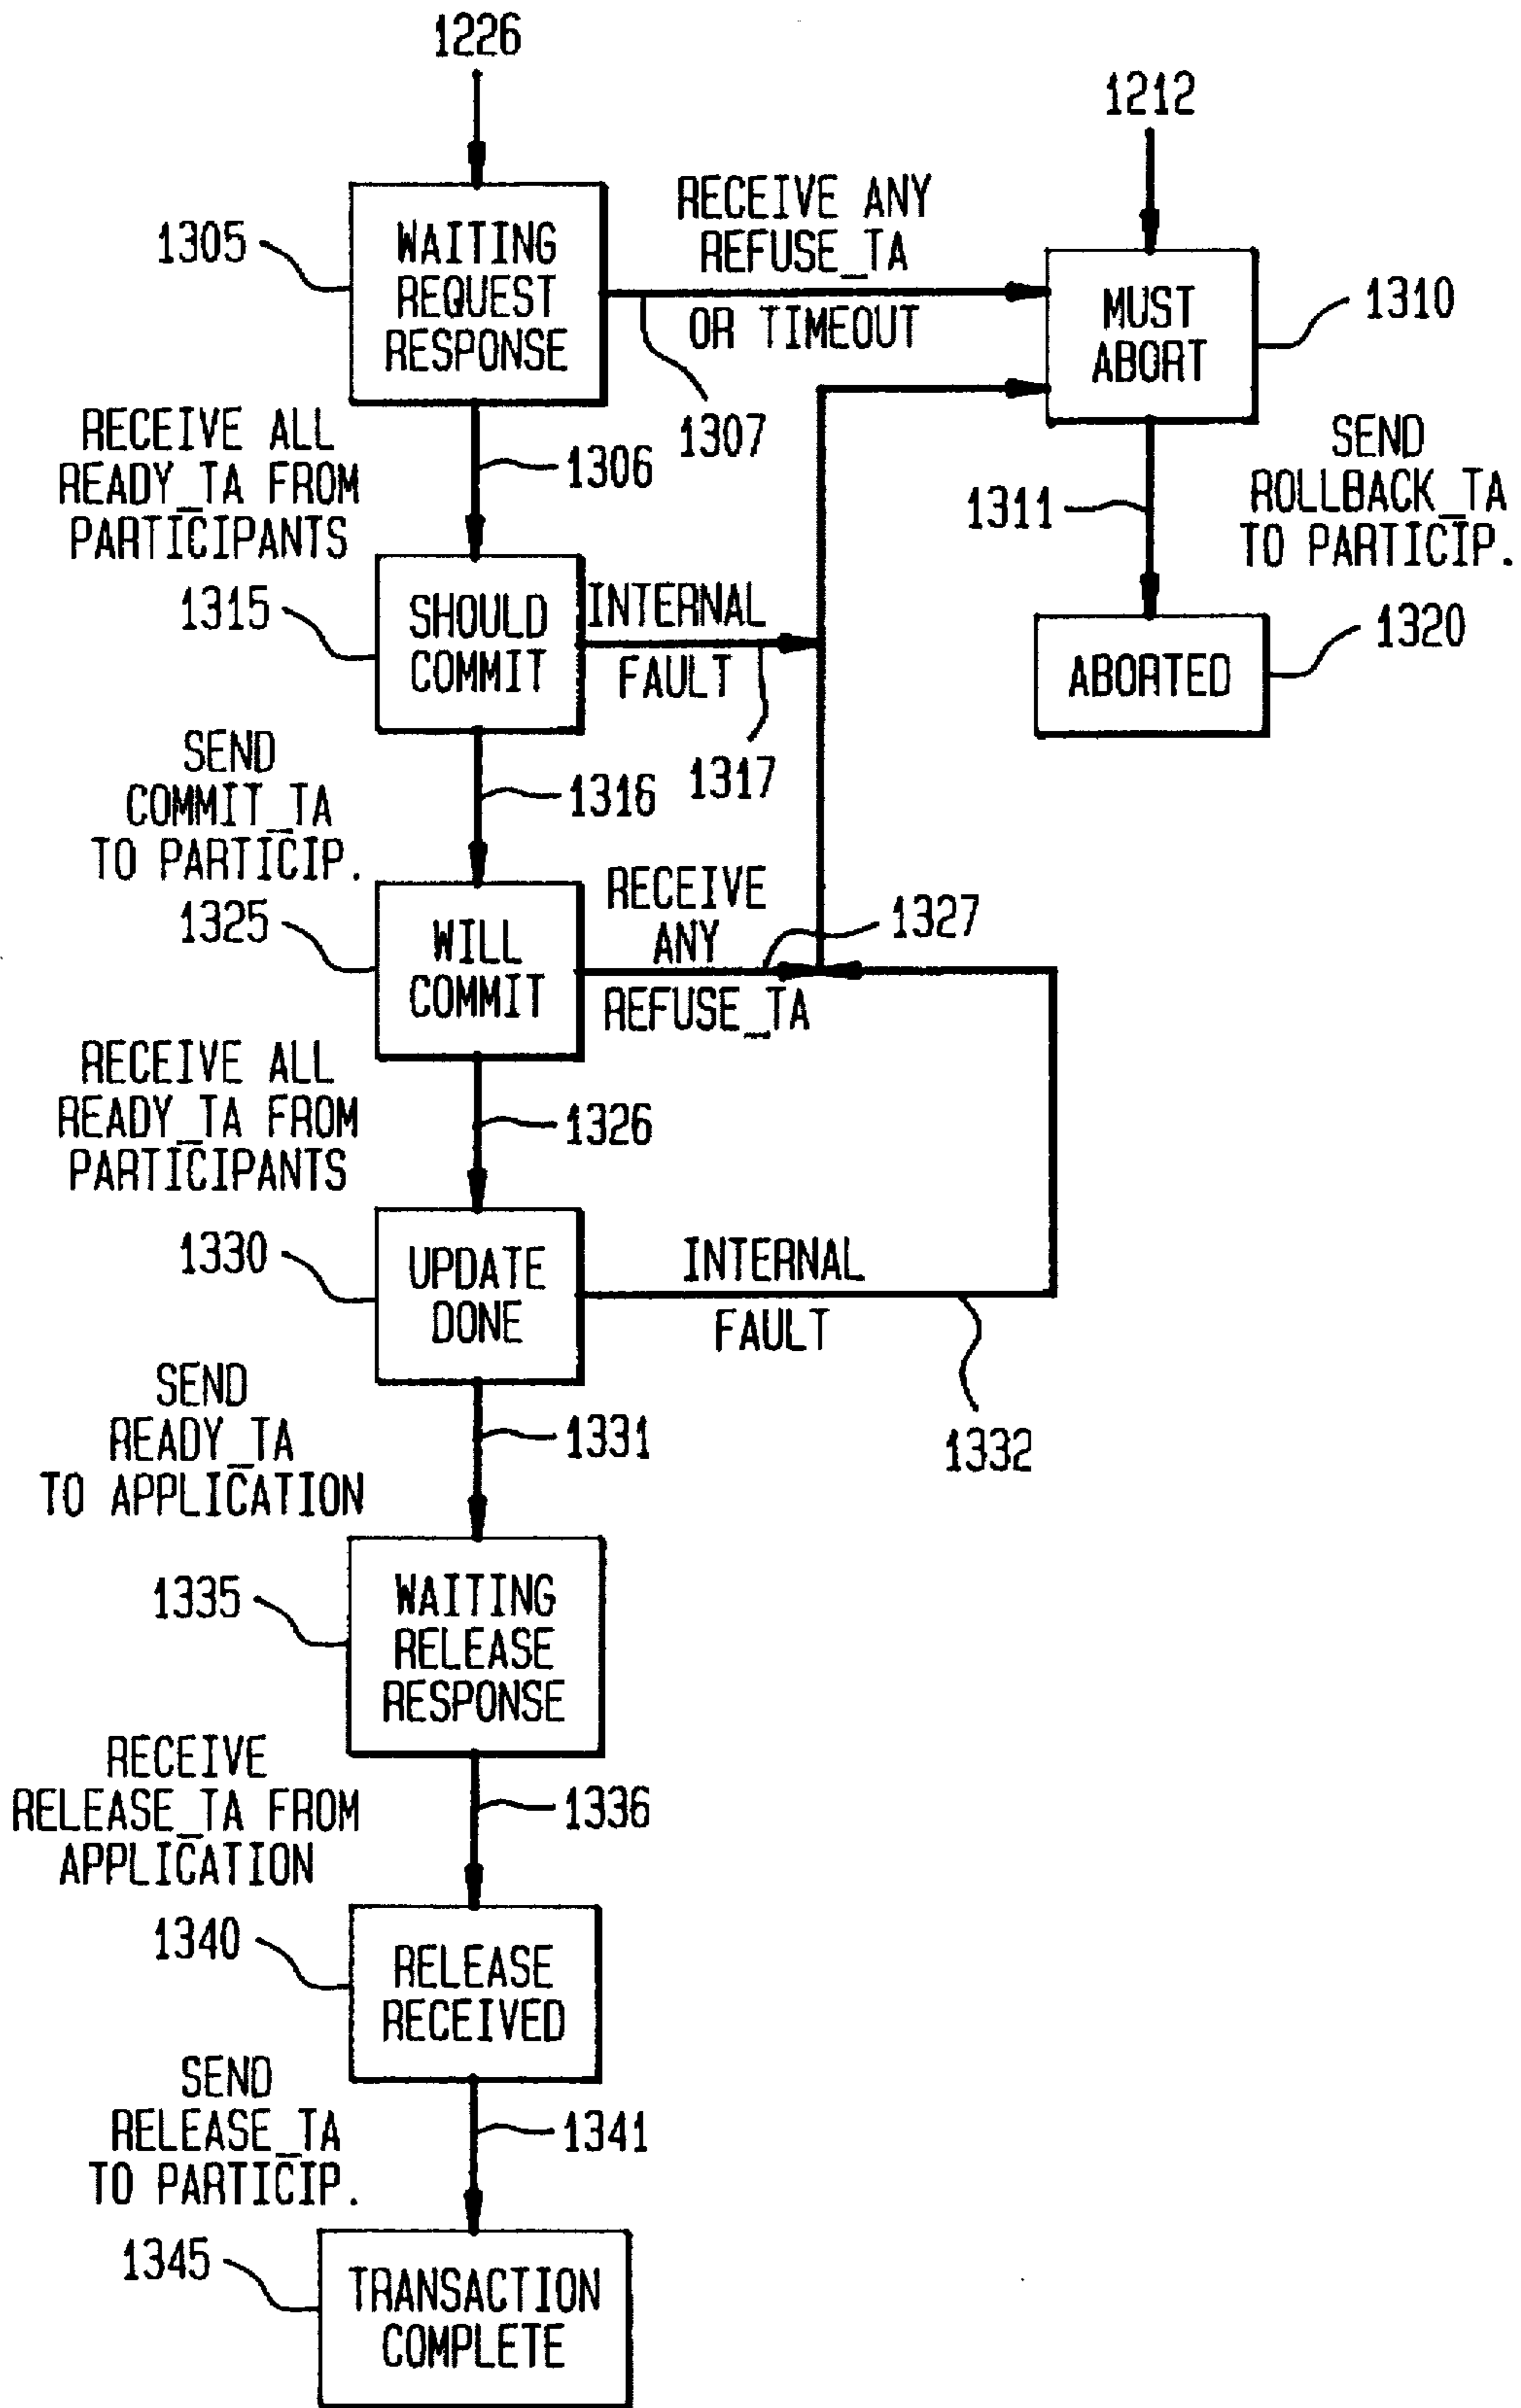 1226
1212
1305
WAITING
REQUEST
RESPONSE
RECEIVE ANY
REFUSE_TA
OR TIMEOUT
1307
MUST
ABORT
1310
RECEIVE ALL
READY_TA FROM
PARTICIPANTS
1306
1311
SEND
ROLLBACK_TA
TO PARTICIP.
1315
SHOULD
COMMIT
INTERNAL
FAULT
1317
ABORTED
1320
SEND
COMMIT_TA
TO PARTICIP.
1316
1325
WILL
COMMIT
RECEIVE
ANY
REFUSE_TA
1327
RECEIVE ALL
READY_TA FROM
PARTICIPANTS
1326
1330
UPDATE
DONE
INTERNAL
FAULT
1332
SEND
READY_TA
TO APPLICATION
1331
1335
WAITING
RELEASE
RESPONSE
RECEIVE
RELEASE_TA FROM
APPLICATION
1336
1340
RELEASE
RECEIVED
SEND
RELEASE_TA
TO PARTICIP.
1341
1345
TRANSACTION
COMPLETE